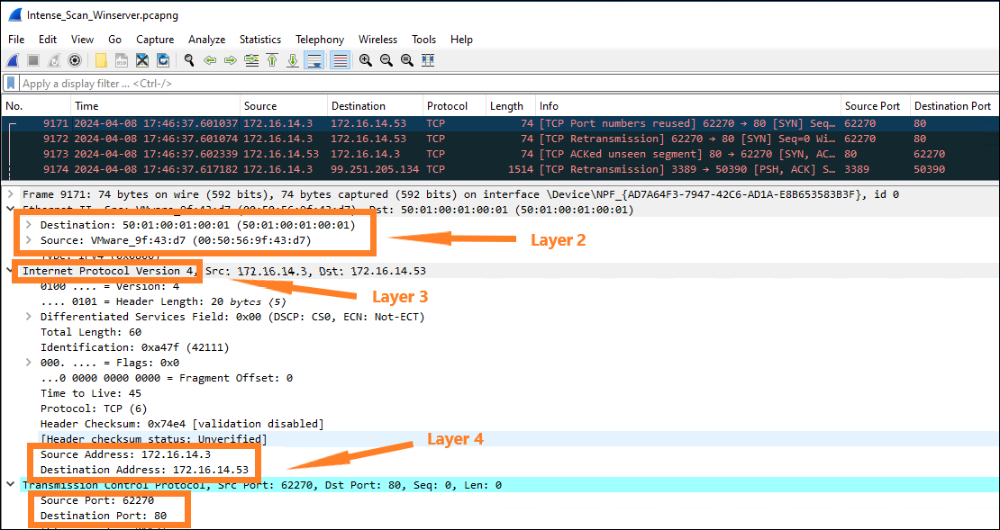 Intense_Scan_Winserver.pcapng
File Edit View Go Capture Analyze Statistics Telephony Wireless Tools Help
Apply a display filter ... <Ctrl-/>
No. Time Source Destination Protocol Length Info Source Port Destination Port
9171 2024-04-08 17:46:37.601037 172.16.14.3 172.16.14.53 TCP 74 [TCP Port numbers reused] 62270 → 80 [SYN] Seq… 62270 80
9172 2024-04-08 17:46:37.601074 172.16.14.3 172.16.14.53 TCP 74 [TCP Retransmission] 62270 → 80 [SYN] Seq=0 Wi… 62270 80
9173 2024-04-08 17:46:37.602339 172.16.14.53 172.16.14.3 TCP 74 [TCP ACKed unseen segment] 80 → 62270 [SYN, AC… 80 62270
9174 2024-04-08 17:46:37.617182 172.16.14.3 99.251.205.134 TCP 1514 [TCP Retransmission] 3389 → 50390 [PSH, ACK] S… 3389 50390
Frame 9171: 74 bytes on wire (592 bits), 74 bytes captured (592 bits) on interface \Device\NPF_{AD7A64F3-7947-42C6-AD1A-E8B653583B3F}, id 0
Ethernet II, Src: VMware_9f:43:d7 (00:50:56:9f:43:d7), Dst: 50:01:00:01:00:01 (50:01:00:01:00:01)
Destination: 50:01:00:01:00:01 (50:01:00:01:00:01)
Source: VMware_9f:43:d7 (00:50:56:9f:43:d7)
Layer 2
Type: IPv4 (0x0800)
Internet Protocol Version 4, Src: 172.16.14.3, Dst: 172.16.14.53
0100 .... = Version: 4
Layer 3
.... 0101 = Header Length: 20 bytes (5)
Differentiated Services Field: 0x00 (DSCP: CS0, ECN: Not-ECT)
Total Length: 60
Identification: 0xa47f (42111)
000. .... = Flags: 0x0
...0 0000 0000 0000 = Fragment Offset: 0
Time to Live: 45
Protocol: TCP (6)
Header Checksum: 0x74e4 [validation disabled]
[Header checksum status: Unverified]
Layer 4
Source Address: 172.16.14.3
Destination Address: 172.16.14.53
Transmission Control Protocol, Src Port: 62270, Dst Port: 80, Seq: 0, Len: 0
Source Port: 62270
Destination Port: 80